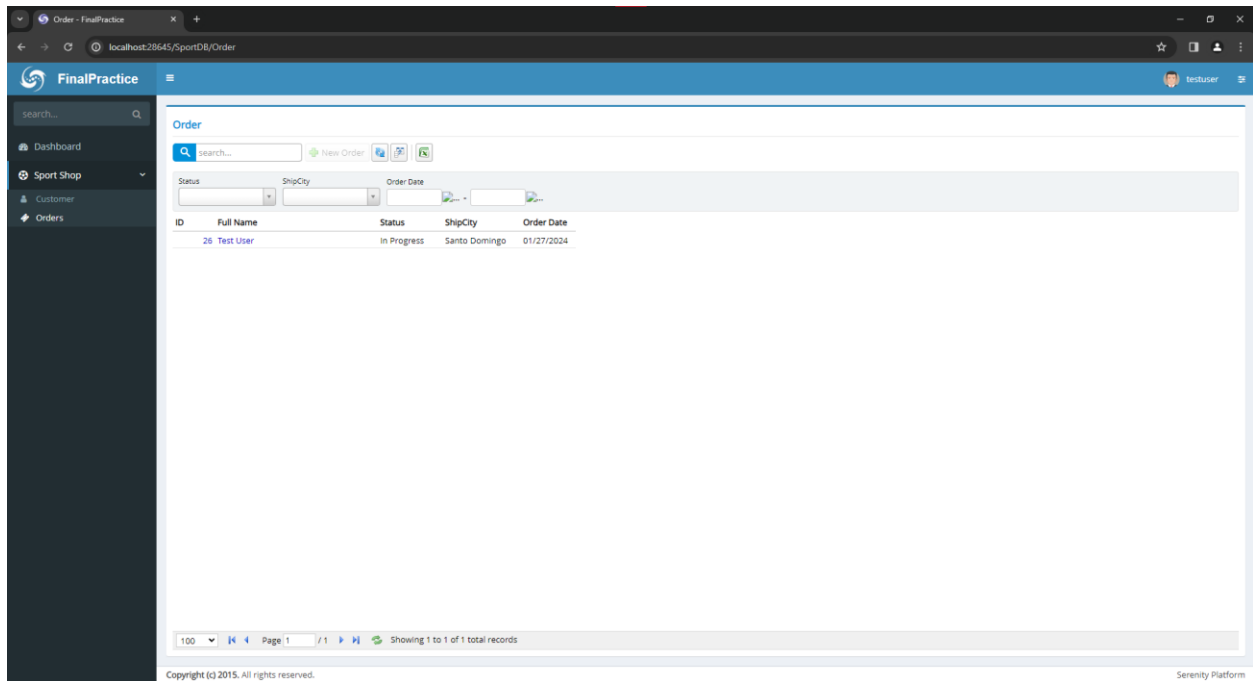 Order - FinalPractice
localhost:28645/SportDB/Order
FinalPractice
testuser
search...
Dashboard
Sport Shop
Customer
Orders
Order
search... New Order
Status ShipCity Order Date
... - ...
ID Full Name Status ShipCity Order Date
26 Test User In Progress Santo Domingo 01/27/2024
100 Page 1 / 1 Showing 1 to 1 of 1 total records
Copyright (c) 2015. All rights reserved. Serenity Platform